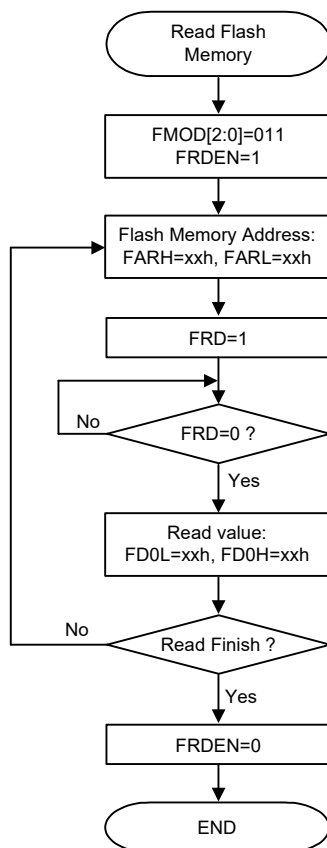 Read Flash
Memory
FMOD[2:0]=011
FRDEN=1
Flash Memory Address:
FARH=xxh, FARL=xxh
FRD=1
No
FRD=0 ?
Yes
Read value:
FD0L=xxh, FD0H=xxh
No
Read Finish ?
Yes
FRDEN=0
END